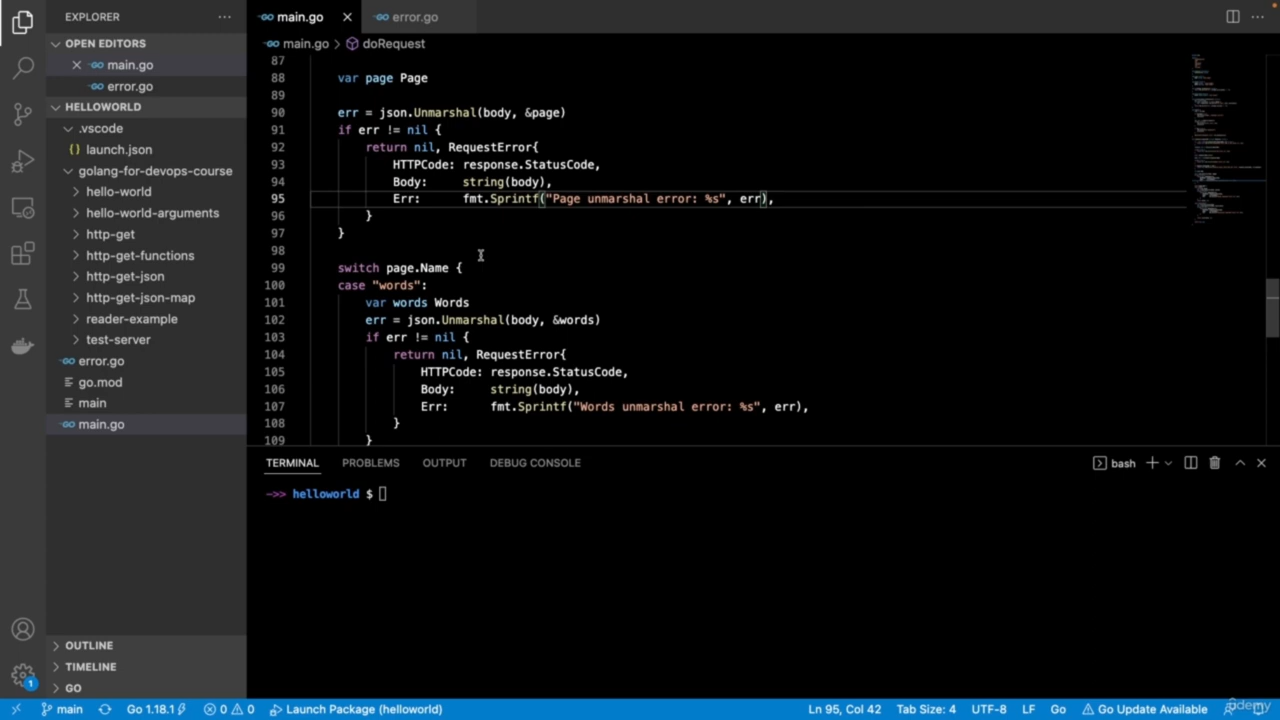 EXPLORER
OPEN EDITORS
main.go
error.go
HELLOWORLD
.vscode
{} launch.json
golang-for-devops-course
hello-world
hello-world-arguments
http-get
http-get-functions
http-get-json
http-get-json-map
reader-example
test-server
error.go
go.mod
main
main.go
OUTLINE
TIMELINE
GO
main.go error.go
main.go > doRequest
87
88 var page Page
89
90 err = json.Unmarshal(body, &page)
91 if err != nil {
92 return nil, RequestError{
93 HTTPCode: response.StatusCode,
94 Body: string(body),
95 Err: fmt.Sprintf("Page unmarshal error: %s", err),
96 }
97 }
98
99 switch page.Name {
100 case "words":
101 var words Words
102 err = json.Unmarshal(body, &words)
103 if err != nil {
104 return nil, RequestError{
105 HTTPCode: response.StatusCode,
106 Body: string(body),
107 Err: fmt.Sprintf("Words unmarshal error: %s", err),
108 }
109 }
TERMINAL PROBLEMS OUTPUT DEBUG CONSOLE bash
->> helloworld $
1
main Go 1.18.1 0 0 Launch Package (helloworld) Ln 95, Col 42 Tab Size: 4 UTF-8 LF Go Go Update Available
udemy